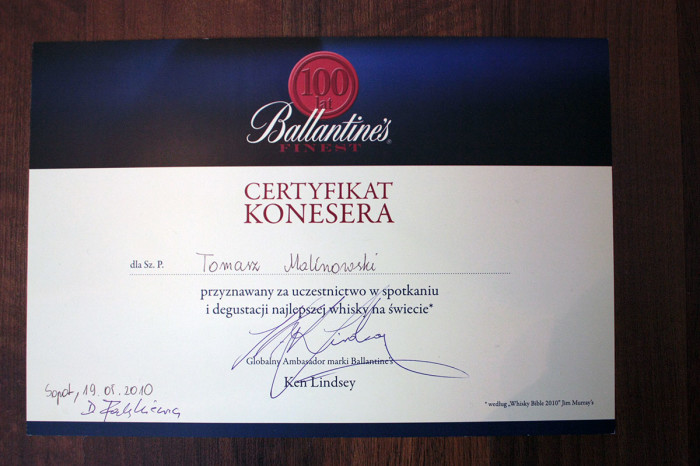 100
lat
Ballantine's
FINEST
CERTYFIKAT
KONESERA
dla Sz. P. Tomasz Malinowski
przyznawany za uczestnictwo w spotkaniu
i degustacji najlepszej whisky na świecie*
Lindsey
Globalny Ambasador marki Ballantine's
Ken Lindsey
Sopot, 19.05.2010
* według „Whisky Bible 2010" Jim Murray's